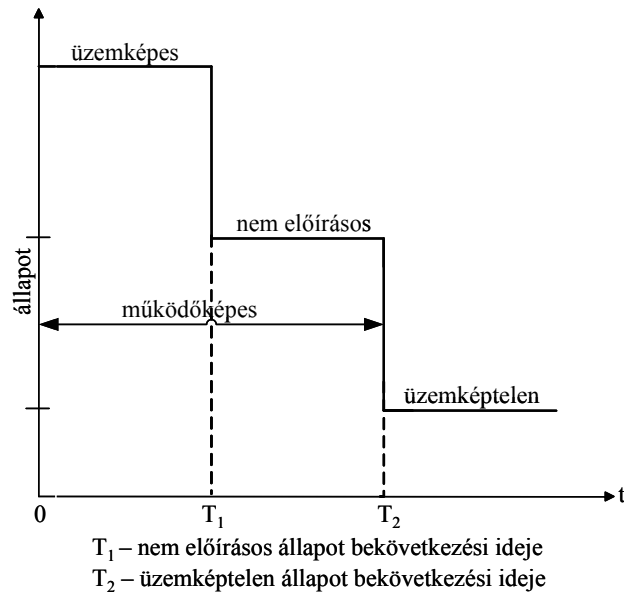 üzemképes
nem előírásos
állapot
működőképes
üzemképtelen
t
0
T₁
T₂
T₁ – nem előírásos állapot bekövetkezési ideje
T₂ – üzemképtelen állapot bekövetkezési ideje